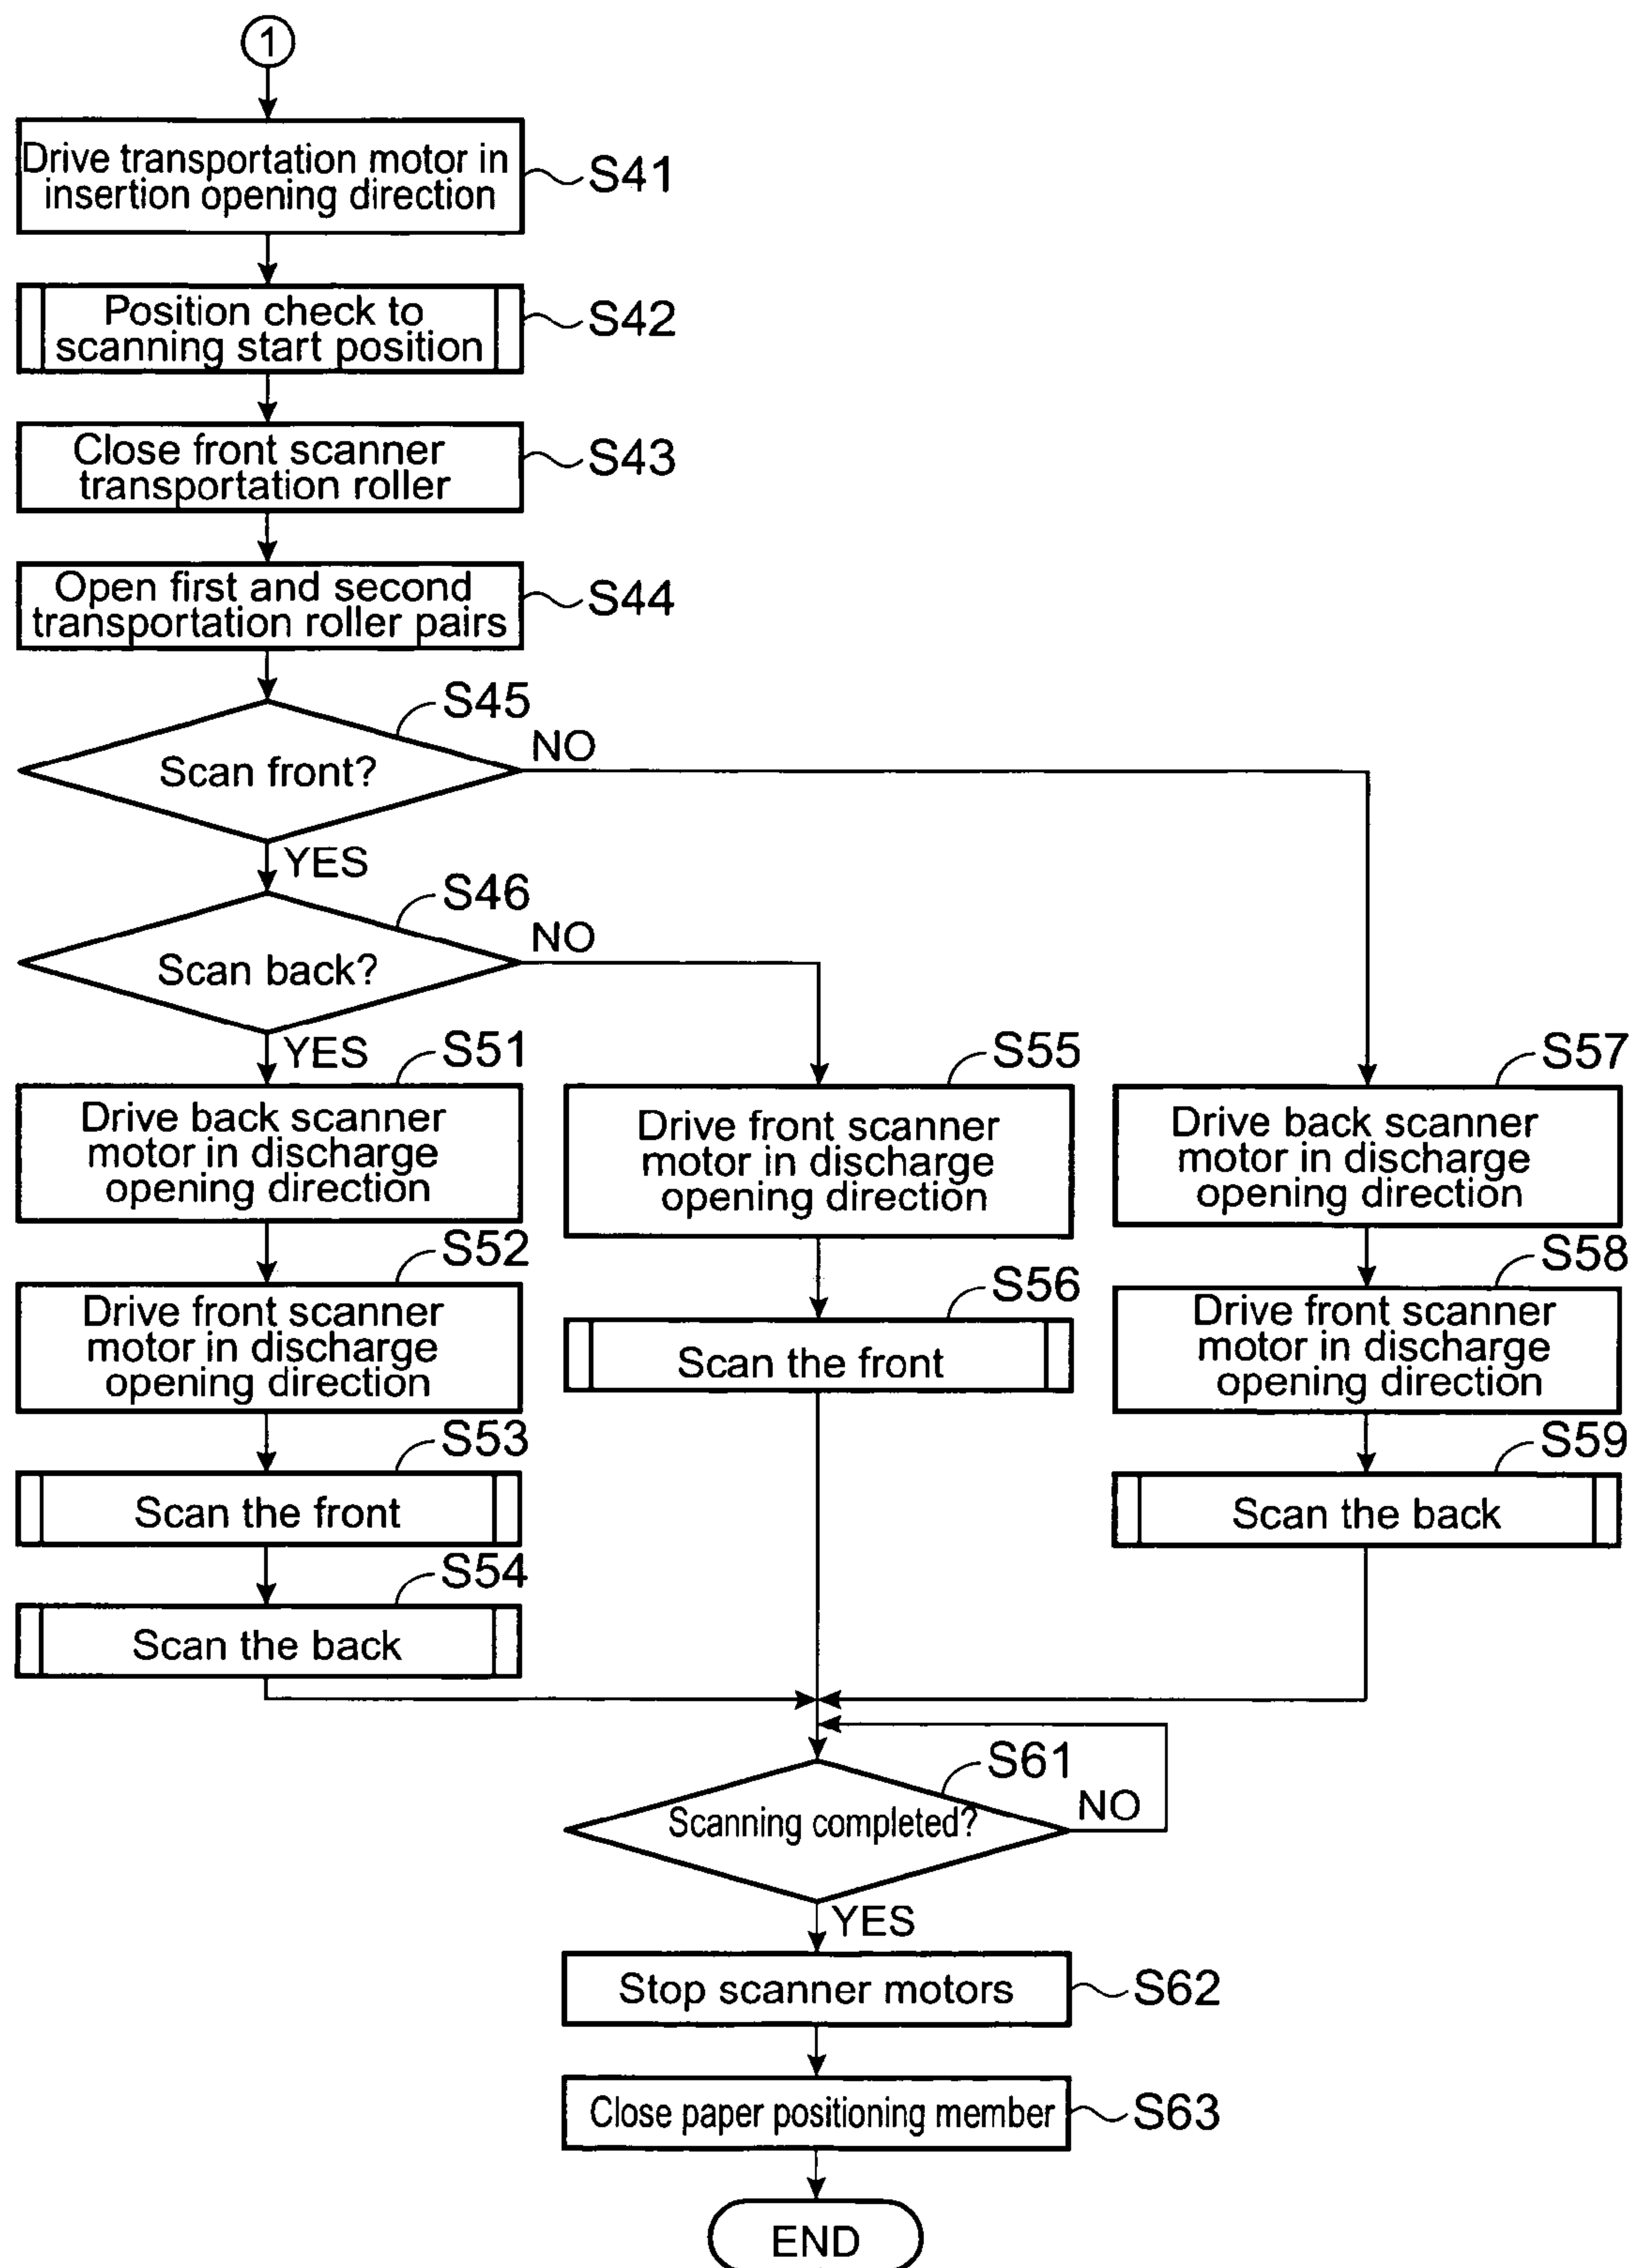 1
Drive transportation motor in
insertion opening direction
S41
Position check to
scanning start position
S42
Close front scanner
transportation roller
S43
Open first and second
transportation roller pairs
S44
S45
Scan front?
NO
YES
S46
Scan back?
NO
YES
S51
Drive back scanner
motor in discharge
opening direction
S52
Drive front scanner
motor in discharge
opening direction
S53
Scan the front
S54
Scan the back
S55
Drive front scanner
motor in discharge
opening direction
S56
Scan the front
S57
Drive back scanner
motor in discharge
opening direction
S58
Drive front scanner
motor in discharge
opening direction
S59
Scan the back
S61
Scanning completed?
NO
YES
Stop scanner motors
S62
Close paper positioning member
S63
END